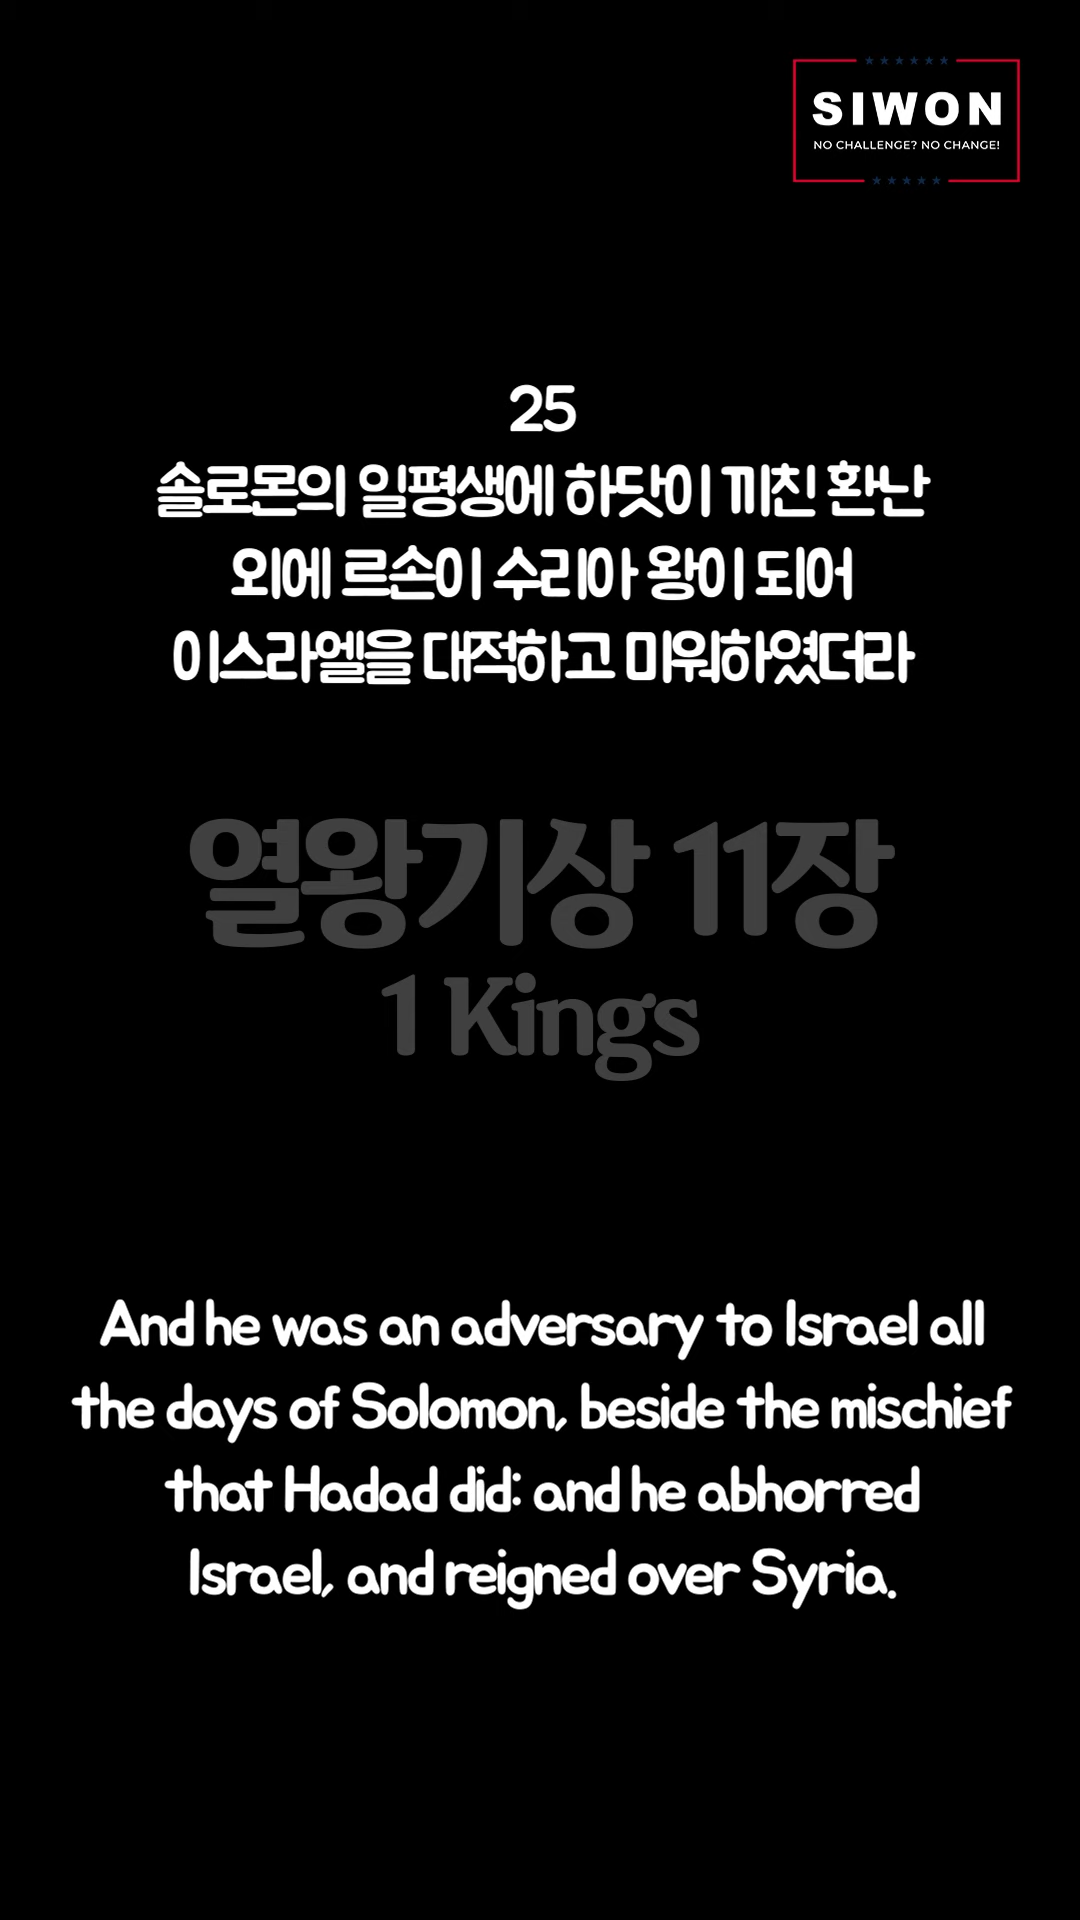 SIWON
NO CHALLENGE? NO CHANGE!
25
솔로몬의 일평생에 하닷이 끼친 환난
외에 르손이 수리아 왕이 되어
이스라엘을 대적하고 미워하였더라
열왕기상 11장
1 Kings
And he was an adversary to Israel all
the days of Solomon, beside the mischief
that Hadad did: and he abhorred
Israel, and reigned over Syria.